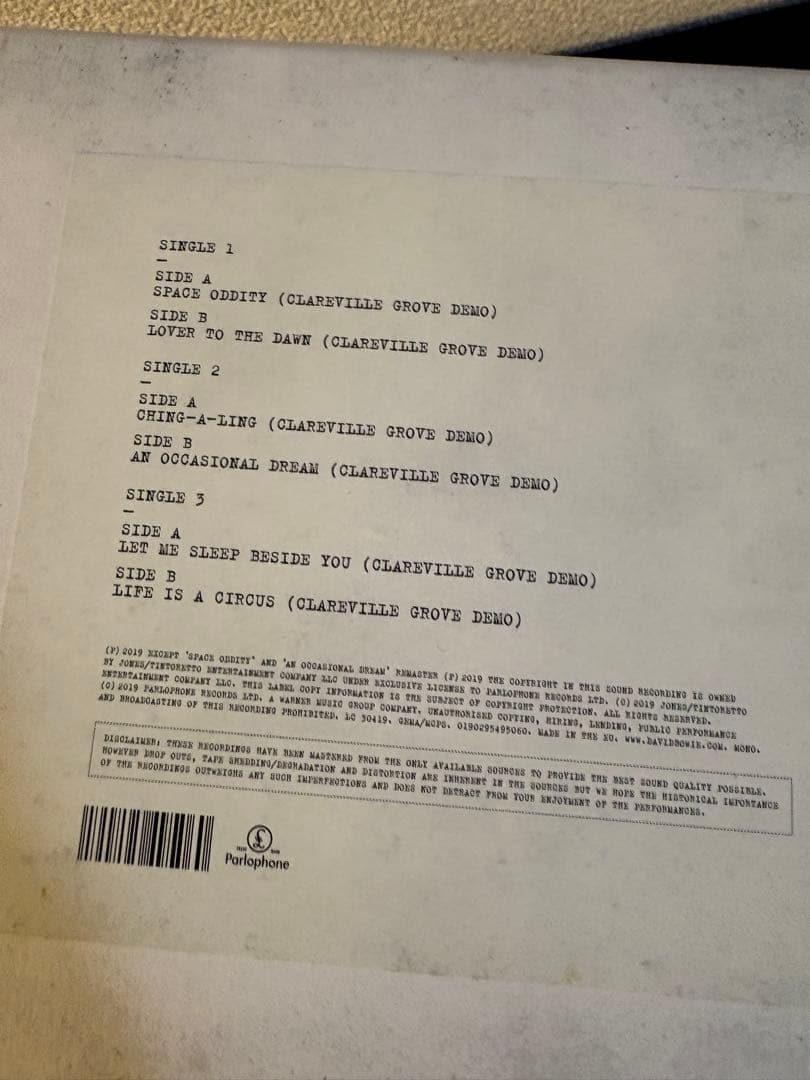 SINGLE 1
—
SIDE A
SPACE ODDITY (CLAREVILLE GROVE DEMO)
SIDE B
LOVER TO THE DAWN (CLAREVILLE GROVE DEMO)
SINGLE 2
—
SIDE A
CHING-A-LING (CLAREVILLE GROVE DEMO)
SIDE B
AN OCCASIONAL DREAM (CLAREVILLE GROVE DEMO)
SINGLE 3
—
SIDE A
LET ME SLEEP BESIDE YOU (CLAREVILLE GROVE DEMO)
SIDE B
LIFE IS A CIRCUS (CLAREVILLE GROVE DEMO)
(P) 2019 EXCEPT 'SPACE ODDITY' AND 'AN OCCASIONAL DREAM' REMASTER (P) 2019 THE COPYRIGHT IN THIS SOUND RECORDING IS OWNED
BY JONES/TINTORETTO ENTERTAINMENT COMPANY LLC UNDER EXCLUSIVE LICENSE TO PARLOPHONE RECORDS LTD. (C) 2019 JONES/TINTORETTO
ENTERTAINMENT COMPANY LLC. THIS LABEL COPY INFORMATION IS THE SUBJECT OF COPYRIGHT PROTECTION. ALL RIGHTS RESERVED.
(C) 2019 PARLOPHONE RECORDS LTD. A WARNER MUSIC GROUP COMPANY. UNAUTHORISED COPYING, HIRING, LENDING, PUBLIC PERFORMANCE
AND BROADCASTING OF THIS RECORDING PROHIBITED. LC 30419. GEMA/MCPS. 0190295495060. MADE IN THE EU. WWW.DAVIDBOWIE.COM. MONO.
DISCLAIMER: THESE RECORDINGS HAVE BEEN MASTERED FROM THE ONLY AVAILABLE SOURCES TO PROVIDE THE BEST SOUND QUALITY POSSIBLE.
HOWEVER DROP OUTS, TAPE SHEDDING/DEGRADATION AND DISTORTION ARE INHERENT IN THE SOURCES BUT WE HOPE THE HISTORICAL IMPORTANCE
OF THE RECORDINGS OUTWEIGHS ANY SUCH IMPERFECTIONS AND DOES NOT DETRACT FROM YOUR ENJOYMENT OF THE PERFORMANCES.
£
Parlophone